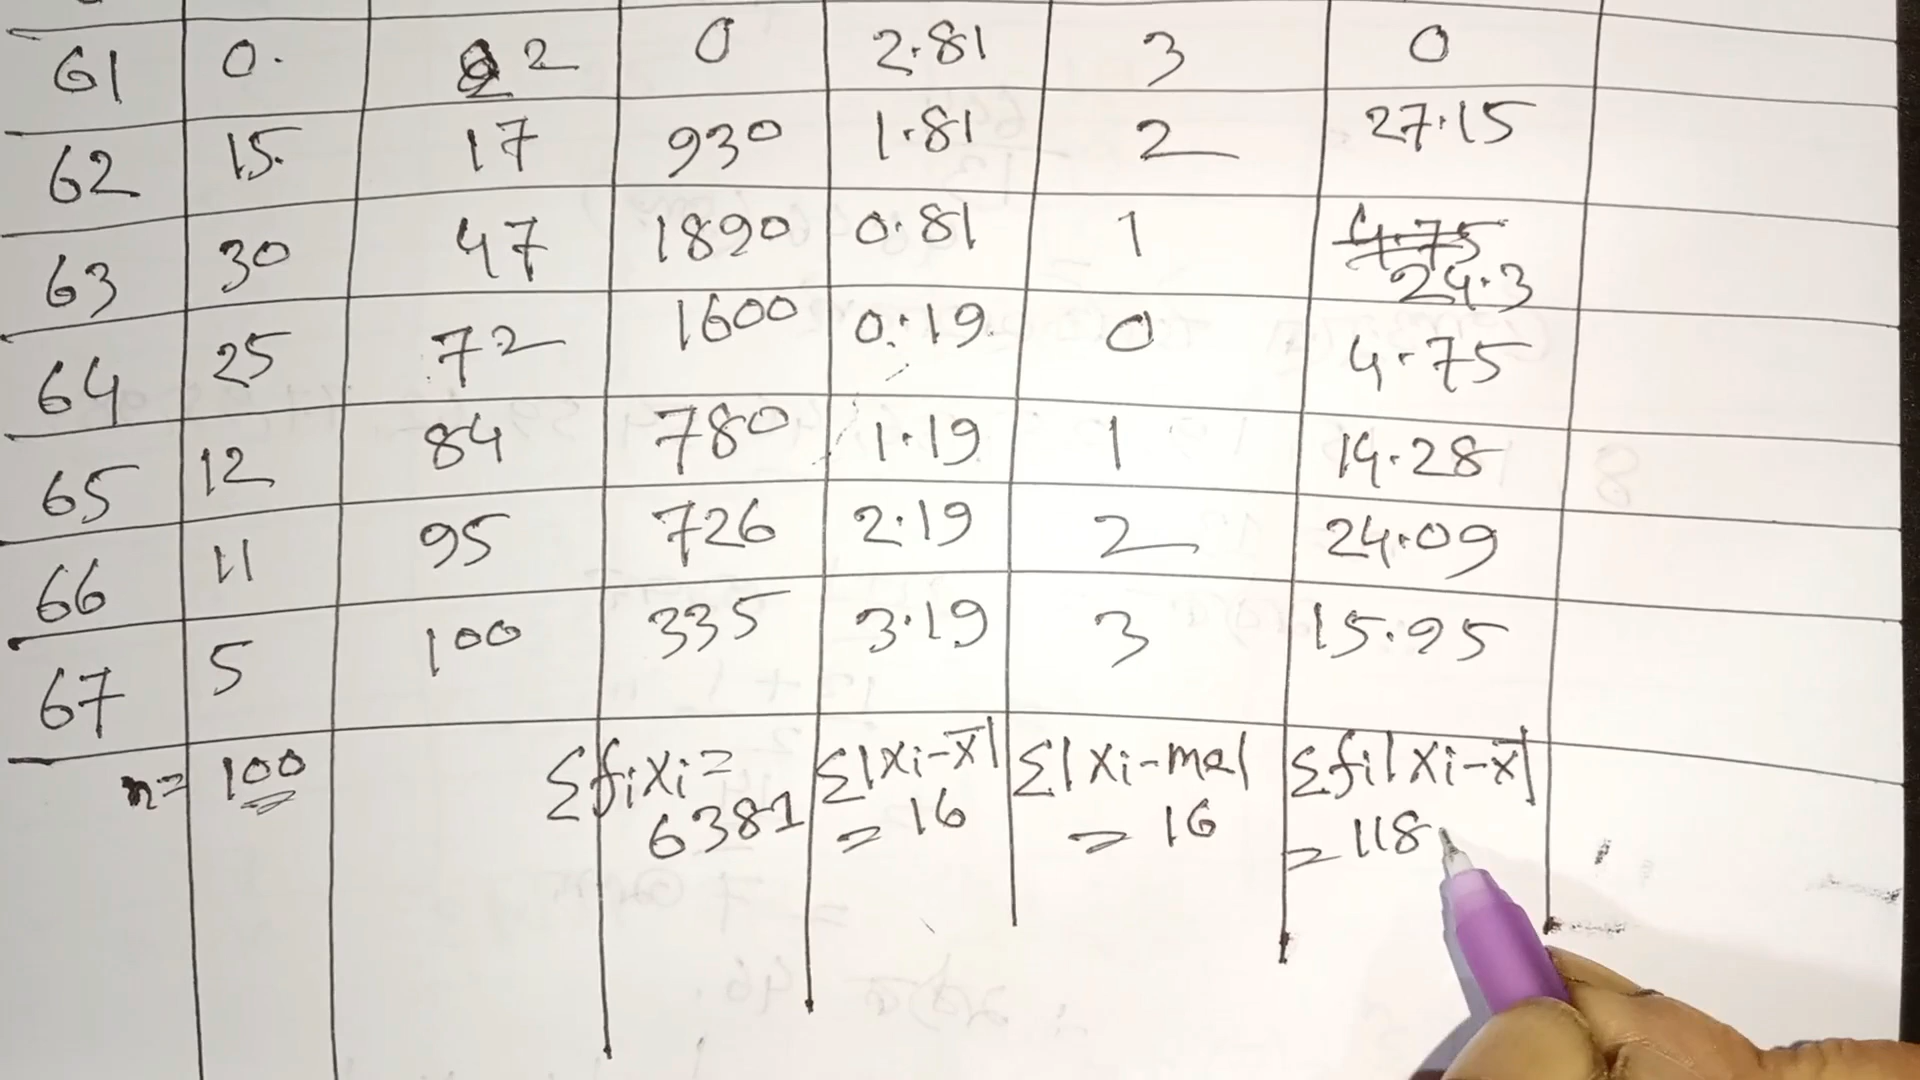 61 0. 2 0 2.81 3 0
62 15. 17 930 1.81 2 27.15
63 30 47 1890 0.81 1 4.75 24.3
64 25 72 1600 0.19 0 4.75
65 12 84 780 1.19 1 14.28
66 11 95 726 2.19 2 24.09
67 5 100 335 3.19 3 15.95
n= 100 Σfixi= 6381 Σ|xi-x̄| = 16 Σ|xi-me| = 16 Σfi|xi-x̄| = 118